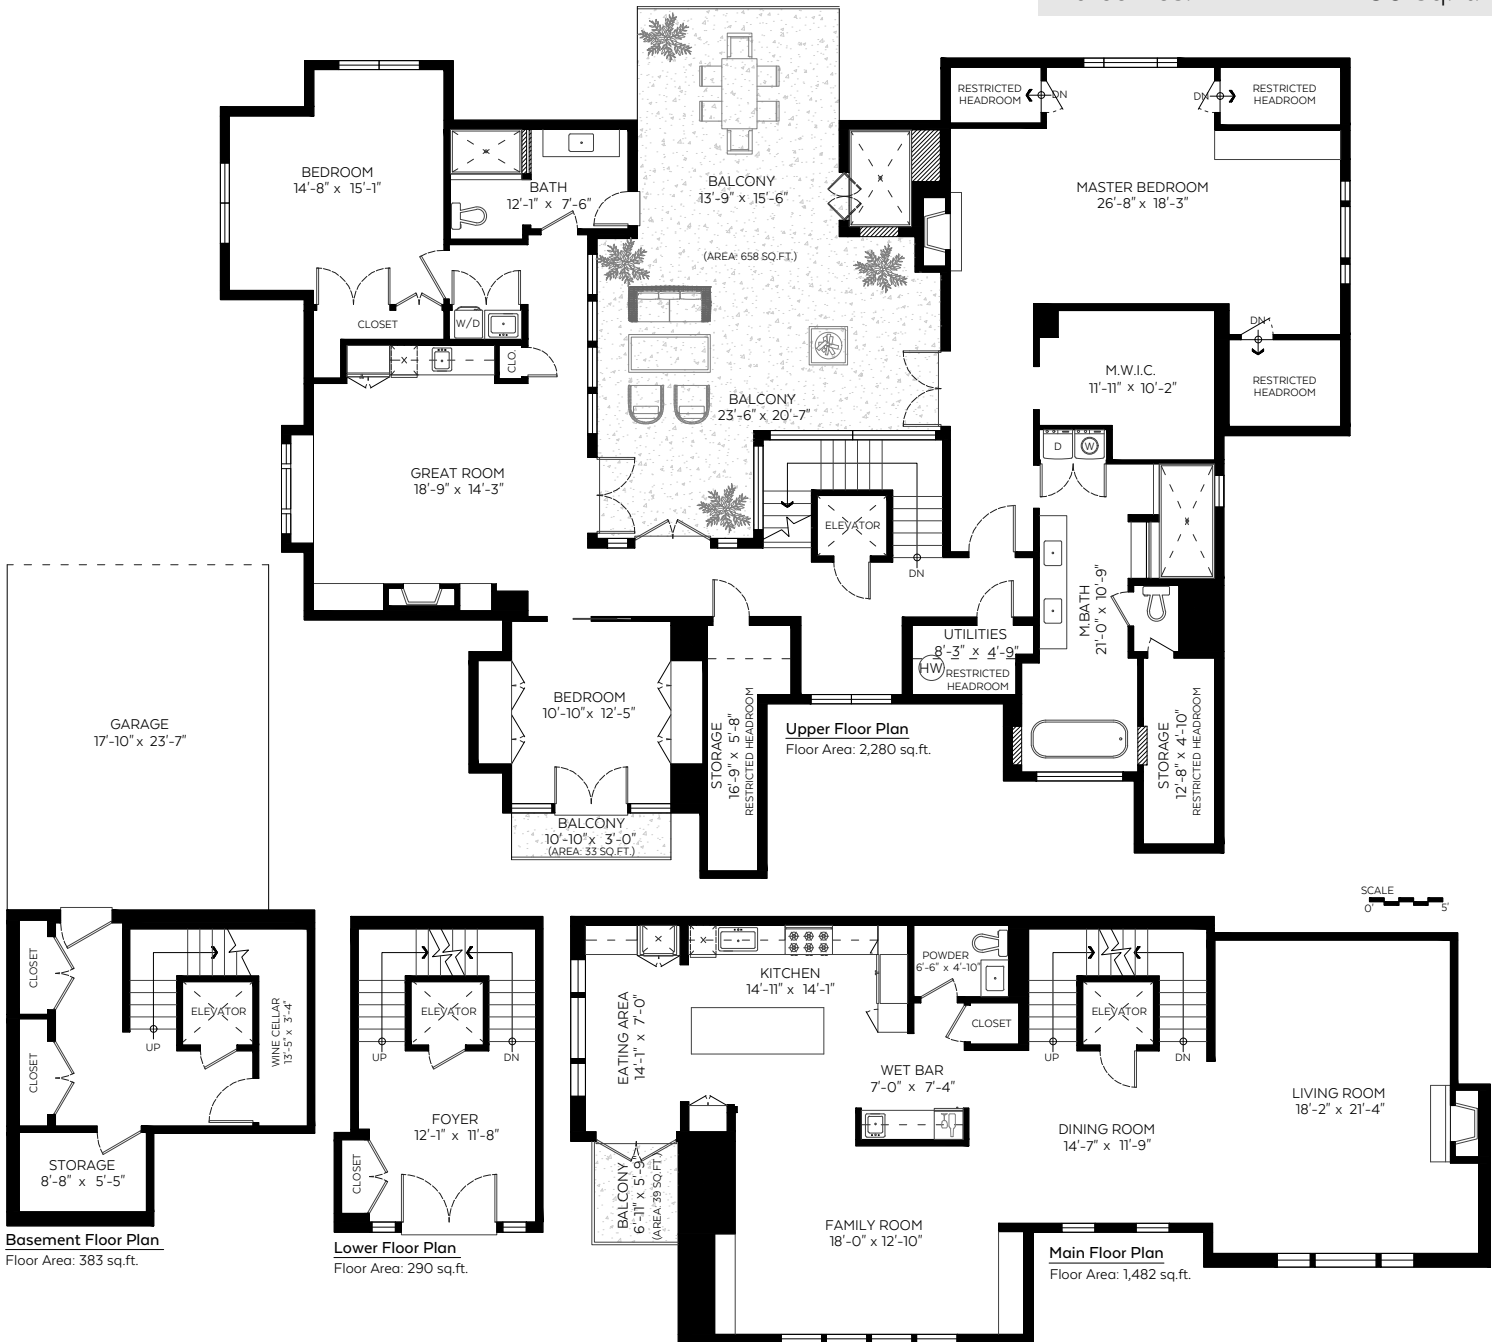 RESTRICTED
HEADROOM
DN
DN
RESTRICTED
HEADROOM
BEDROOM
14'-8" x 15'-1"
BATH
12'-1" x 7'-6"
BALCONY
13'-9" x 15'-6"
MASTER BEDROOM
26'-8" x 18'-3"
(AREA: 658 SQ.FT.)
CLOSET
W/D
CLO.
DN
RESTRICTED
HEADROOM
M.W.I.C.
11'-11" x 10'-2"
BALCONY
23'-6" x 20'-7"
D
W
GREAT ROOM
18'-9" x 14'-3"
ELEVATOR
DN
M.BATH
21'-0" x 10'-9"
UTILITIES
8'-3" x 4'-9"
HW
RESTRICTED
HEADROOM
BEDROOM
10'-10" x 12'-5"
STORAGE
16'-9" x 5'-8"
RESTRICTED HEADROOM
STORAGE
12'-8" x 4'-10"
RESTRICTED HEADROOM
Upper Floor Plan
Floor Area: 2,280 sq.ft.
GARAGE
17'-10" x 23'-7"
BALCONY
10'-10" x 3'-0"
(AREA: 33 SQ.FT.)
SCALE
0'
5'
CLOSET
CLOSET
ELEVATOR
UP
WINE CELLAR
13'-5" x 3'-4"
STORAGE
8'-8" x 5'-5"
Basement Floor Plan
Floor Area: 383 sq.ft.
ELEVATOR
UP
DN
FOYER
12'-1" x 11'-8"
CLOSET
Lower Floor Plan
Floor Area: 290 sq.ft.
KITCHEN
14'-11" x 14'-1"
POWDER
6'-6" x 4'-10"
EATING AREA
14'-1" x 7'-0"
CLOSET
ELEVATOR
UP
DN
WET BAR
7'-0" x 7'-4"
LIVING ROOM
18'-2" x 21'-4"
DINING ROOM
14'-7" x 11'-9"
BALCONY
6'-11" x 5'-9"
(AREA: 39 SQ.FT.)
FAMILY ROOM
18'-0" x 12'-10"
Main Floor Plan
Floor Area: 1,482 sq.ft.